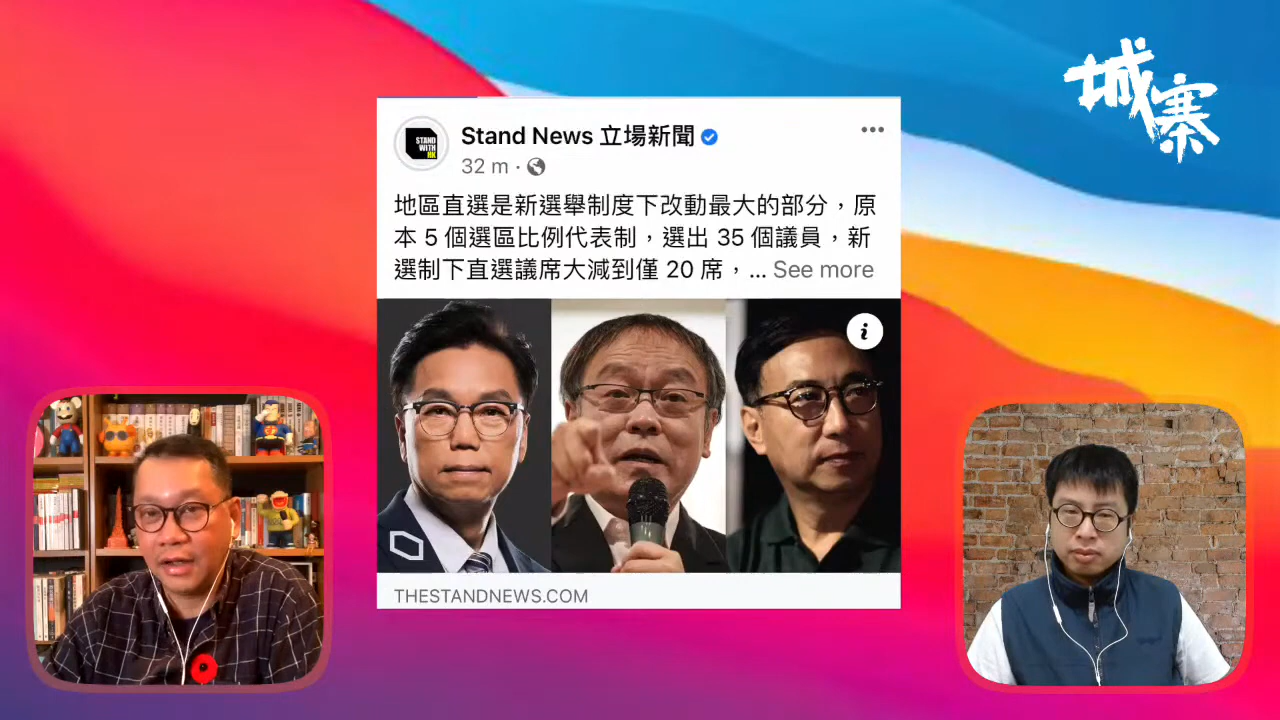 城寨
STAND
WITH
HK
Stand News 立場新聞
32 m ·
地區直選是新選舉制度下改動最大的部分，原
本 5 個選區比例代表制，選出 35 個議員，新
選制下直選議席大減到僅 20 席，... See more
THESTANDNEWS.COM